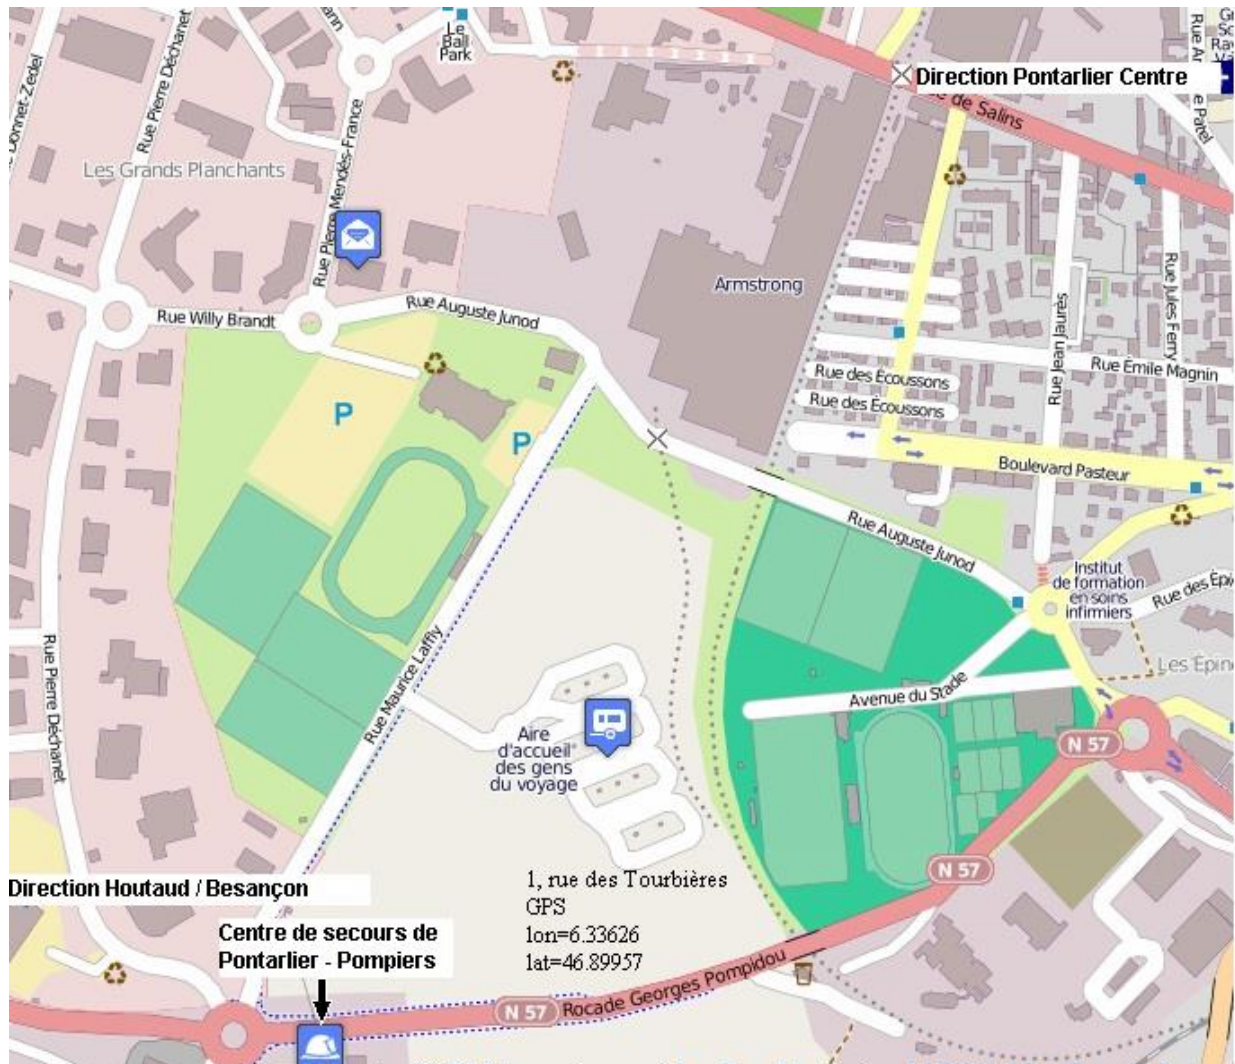 Le
Ball
Park
Direction Pontarlier Centre
de Salins
Rue Pierre Déchanet
Rue Pierre Mendès-France
Les Grands Planchants
Armstrong
Rue Willy Brandt
Rue Auguste Junod
Rue Jean Jaurès
Rue Jules Ferry
Rue Émile Magnin
Rue des Écoussons
Rue des Écoussons
P
P
Boulevard Pasteur
Rue Auguste Junod
Institut
de formation
en soins
infirmiers
Rue des Épi
Les Épin
Rue Pierre Déchanet
Rue Maurice Laffly
Avenue du Stade
Aire
d'accueil
des gens
du voyage
N 57
N 57
Direction Houtaud / Besançon
1, rue des Tourbières
GPS
lon=6.33626
lat=46.89957
Centre de secours de
Pontarlier - Pompiers
N 57
Rocade Georges Pompidou